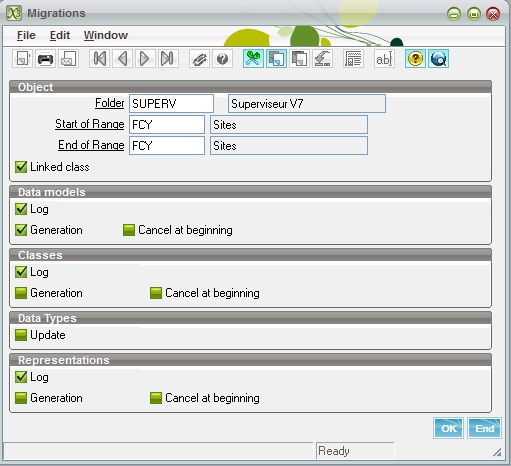 X3 Migrations
File Edit Window
ab
Object
Folder SUPERV Superviseur V7
Start of Range FCY Sites
End of Range FCY Sites
Linked class
Data models
Log
Generation Cancel at beginning
Classes
Log
Generation Cancel at beginning
Data Types
Update
Representations
Log
Generation Cancel at beginning
OK End
Ready